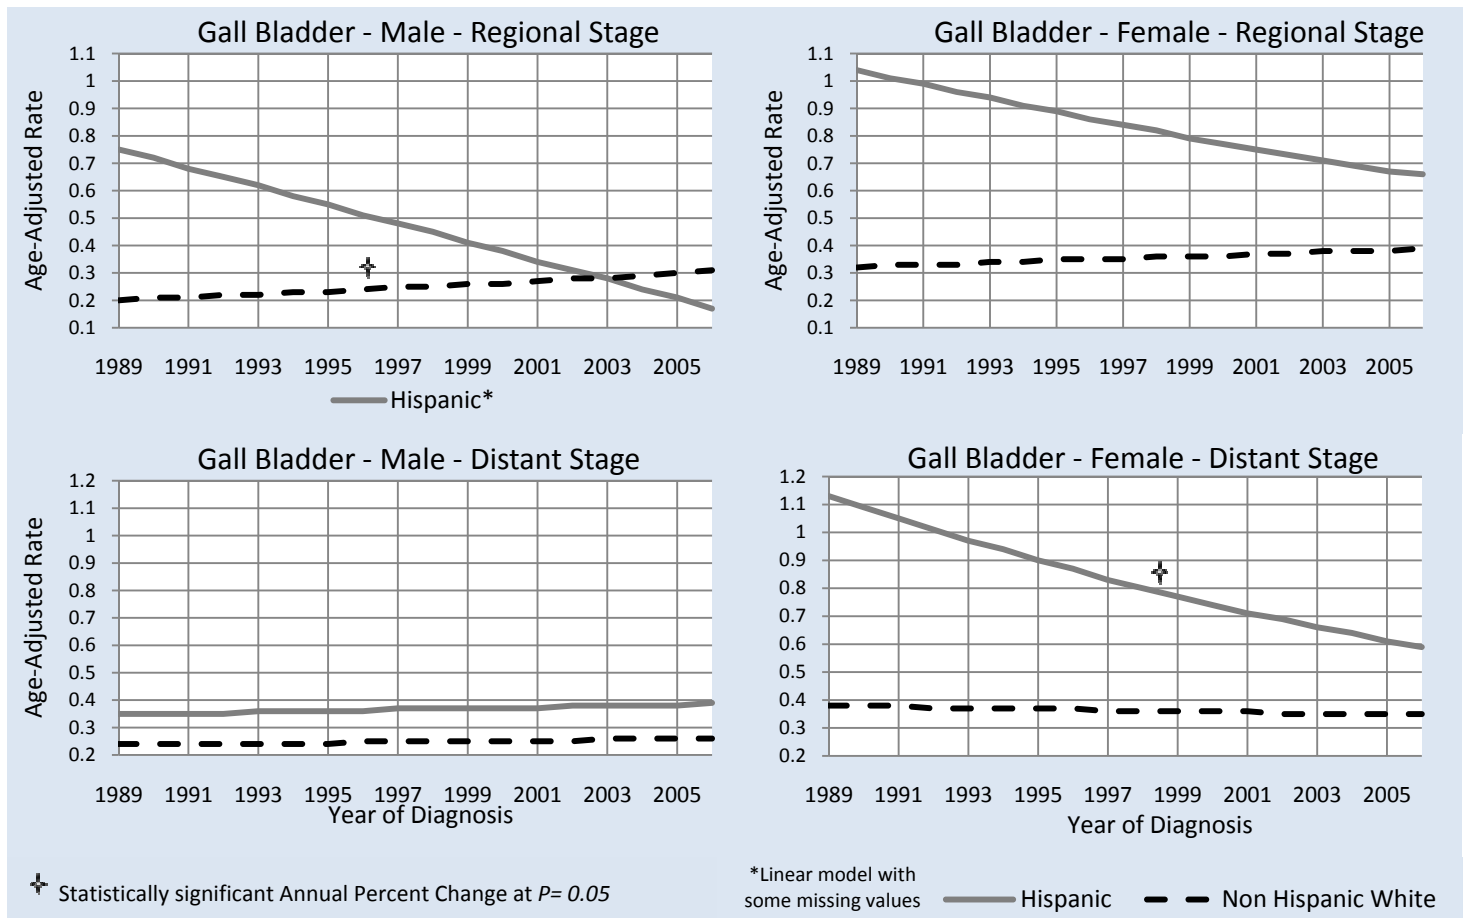 Gall Bladder - Male - Regional Stage
Age-Adjusted Rate
1.1
1
0.9
0.8
0.7
0.6
0.5
0.4
0.3
0.2
0.1
1989 1991 1993 1995 1997 1999 2001 2003 2005
Hispanic*
Gall Bladder - Female - Regional Stage
Age-Adjusted Rate
1.1
1
0.9
0.8
0.7
0.6
0.5
0.4
0.3
0.2
0.1
1989 1991 1993 1995 1997 1999 2001 2003 2005
Gall Bladder - Male - Distant Stage
Age-Adjusted Rate
1.2
1.1
1
0.9
0.8
0.7
0.6
0.5
0.4
0.3
0.2
1989 1991 1993 1995 1997 1999 2001 2003 2005
Year of Diagnosis
Gall Bladder - Female - Distant Stage
1.2
1.1
1
0.9
0.8
0.7
0.6
0.5
0.4
0.3
0.2
1989 1991 1993 1995 1997 1999 2001 2003 2005
Year of Diagnosis
Statistically significant Annual Percent Change at P= 0.05
*Linear model with
some missing values
Hispanic
Non Hispanic White